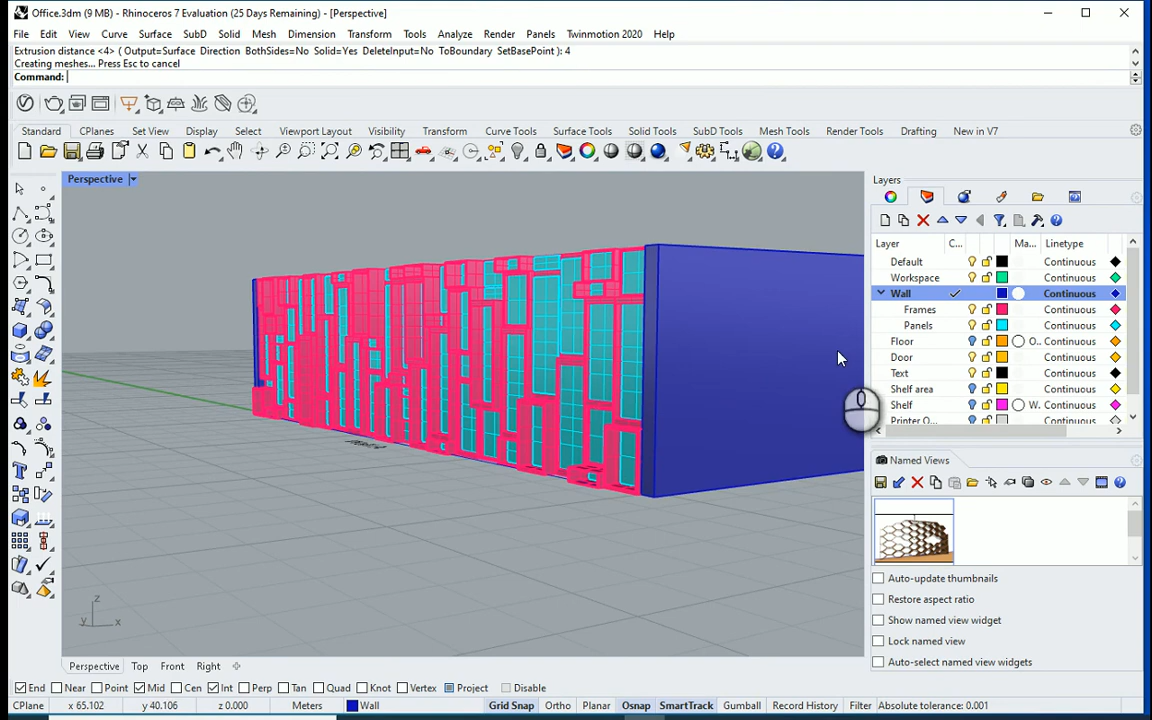 Office.3dm (9 MB) - Rhinoceros 7 Evaluation (25 Days Remaining) - [Perspective]
File Edit View Curve Surface SubD Solid Mesh Dimension Transform Tools Analyze Render Panels Twinmotion 2020 Help
Extrusion distance <4> ( Output=Surface Direction BothSides=No Solid=Yes DeleteInput=No ToBoundary SetBasePoint ): 4
Creating meshes... Press Esc to cancel
Command:
Standard CPlanes Set View Display Select Viewport Layout Visibility Transform Curve Tools Surface Tools Solid Tools SubD Tools Mesh Tools Render Tools Drafting New in V7
Perspective
Layers
Layer C... Ma... Linetype
Default Continuous
Workspace Continuous
Wall Continuous
Frames Continuous
Panels Continuous
Floor O... Continuous
Door Continuous
Text Continuous
Shelf area Continuous
Shelf W. Continuous
Printer O... Continuous
Named Views
Auto-update thumbnails
Restore aspect ratio
Show named view widget
Lock named view
Auto-select named view widgets
z
y x
Perspective Top Front Right
End Near Point Mid Cen Int Perp Tan Quad Knot Vertex Project Disable
CPlane x 65.102 y 40.106 z 0.000 Meters Wall Grid Snap Ortho Planar Osnap SmartTrack Gumball Record History Filter Absolute tolerance: 0.001